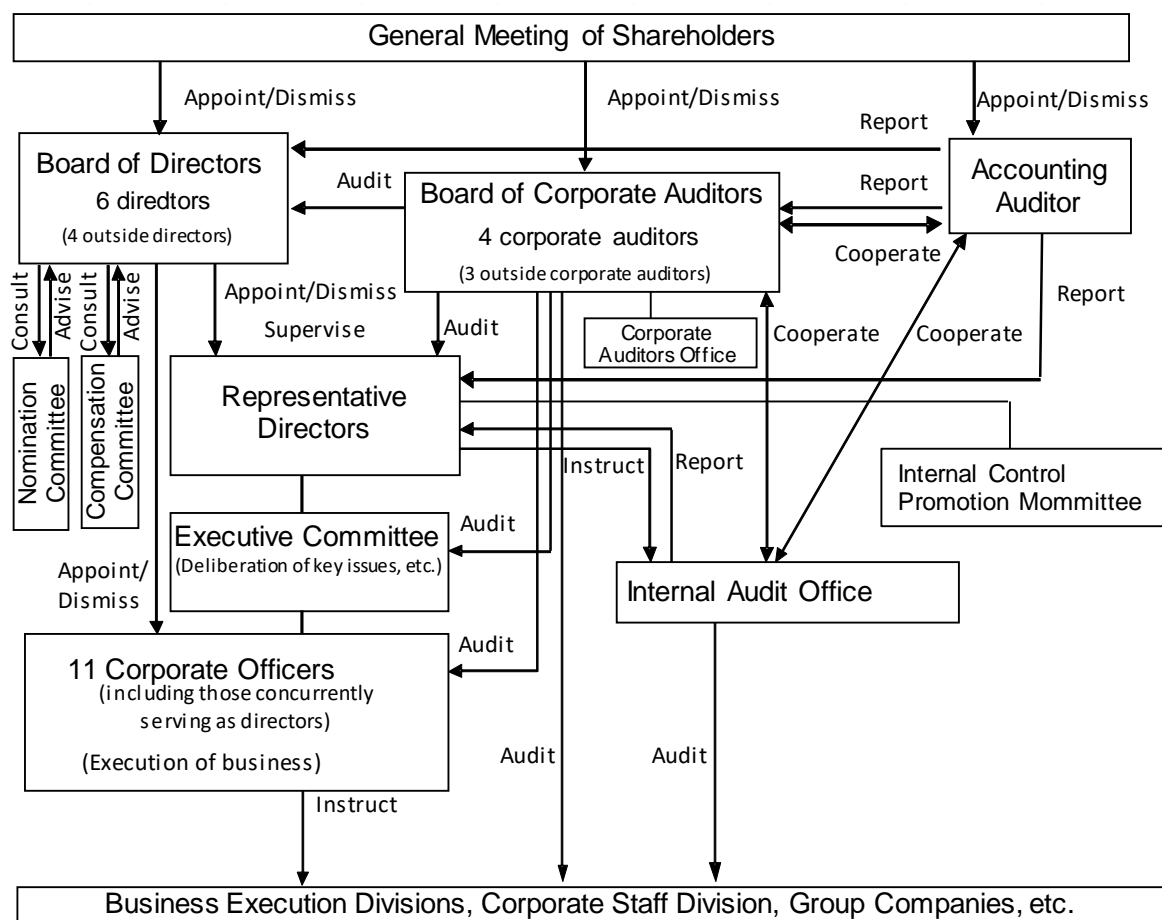 General Meeting of Shareholders
Appoint/Dismiss
Appoint/Dismiss
Appoint/Dismiss
Report
Board of Directors
6 diredtors
(4 outside directors)
Audit
Board of Corporate Auditors
4 corporate auditors
(3 outside corporate auditors)
Report
Accounting
Auditor
Cooperate
Consult
Advise
Consult
Advise
Appoint/Dismiss
Supervise
Audit
Corporate
Auditors Office
Cooperate
Cooperate
Report
Nomination
Committee
Compensation
Committee
Representative
Directors
Instruct
Report
Internal Control
Promotion Mommittee
Executive Committee
(Deliberation of key issues, etc.)
Audit
Appoint/
Dismiss
Internal Audit Office
11 Corporate Officers
(including those concurrently
serving as directors)
(Execution of business)
Audit
Audit
Audit
Instruct
Business Execution Divisions, Corporate Staff Division, Group Companies, etc.